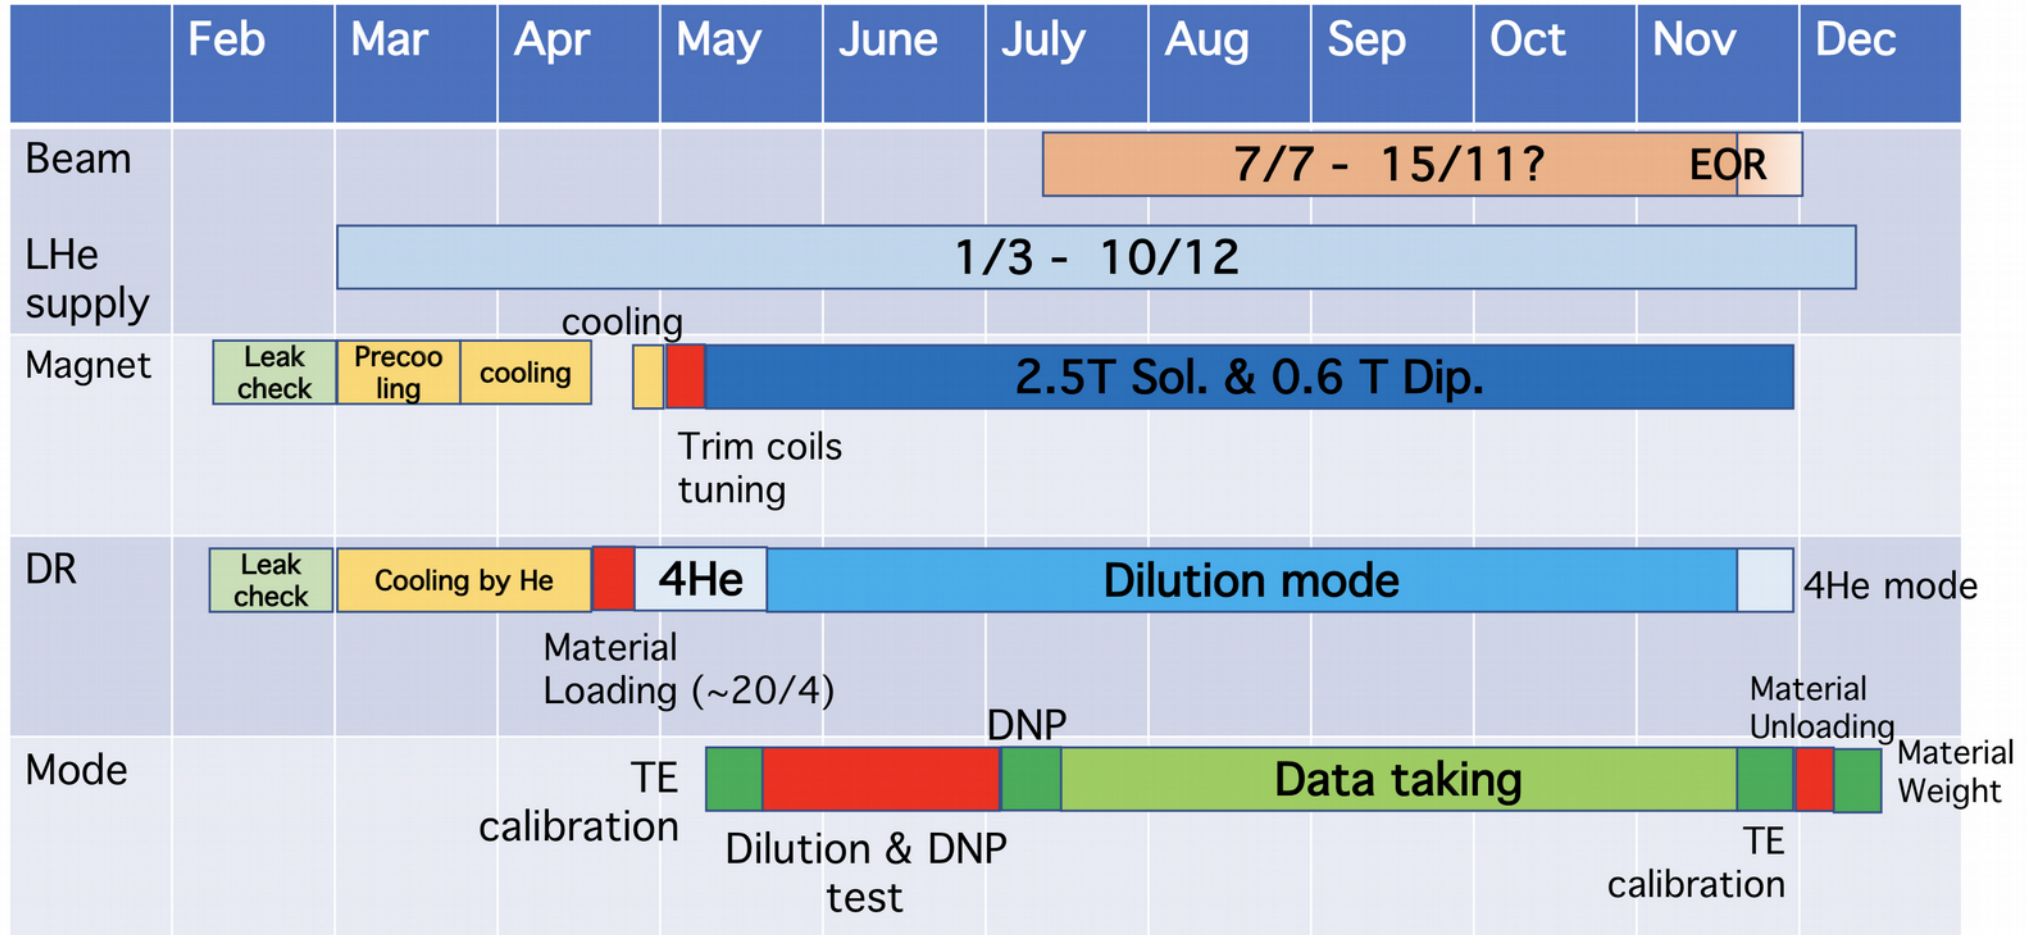 Feb Mar Apr May June July Aug Sep Oct Nov Dec
Beam
7/7 - 15/11?
EOR
LHe
supply
1/3 - 10/12
cooling
Magnet
Leak
check
Precoo
ling
cooling
2.5T Sol. & 0.6 T Dip.
Trim coils
tuning
DR
Leak
check
Cooling by He
4He
Dilution mode
4He mode
Material
Loading (~20/4)
Material
Unloading
DNP
Mode
TE
calibration
Data taking
Material
Weight
Dilution & DNP
test
TE
calibration